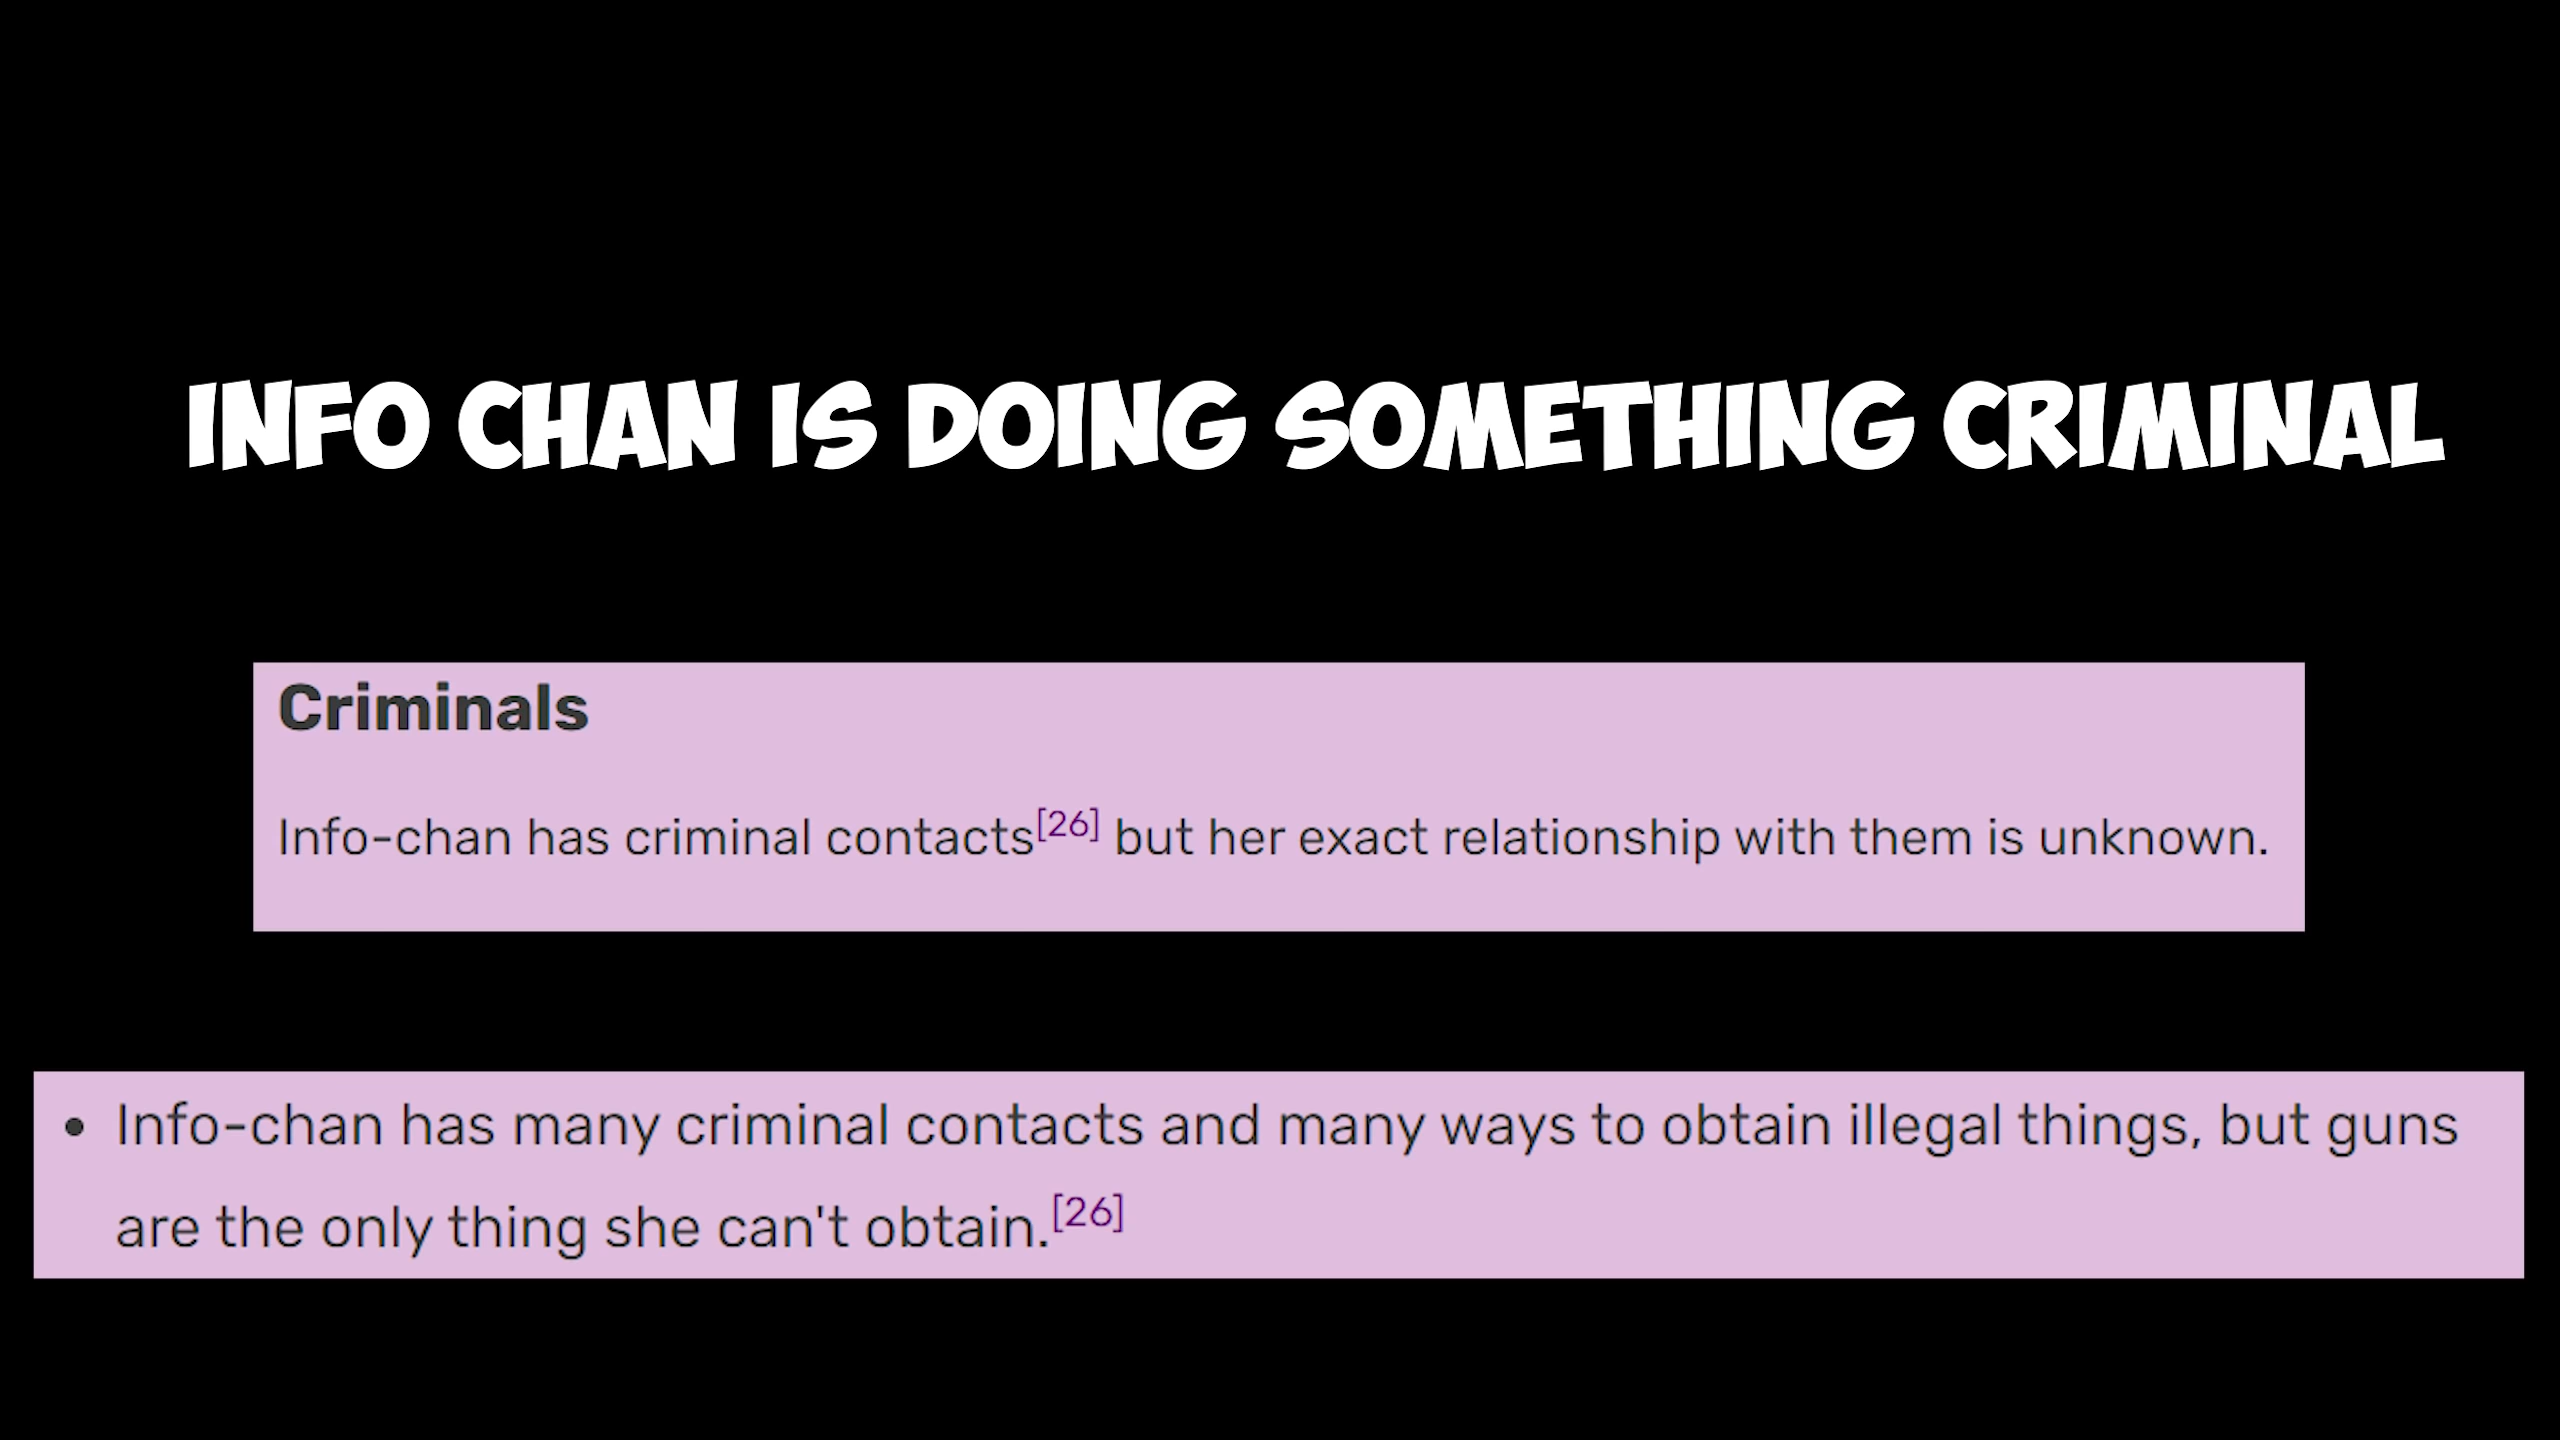 INFO CHAN IS DOING SOMETHING CRIMINAL
Criminals
Info-chan has criminal contacts[26] but her exact relationship with them is unknown.
• Info-chan has many criminal contacts and many ways to obtain illegal things, but guns
are the only thing she can't obtain.[26]